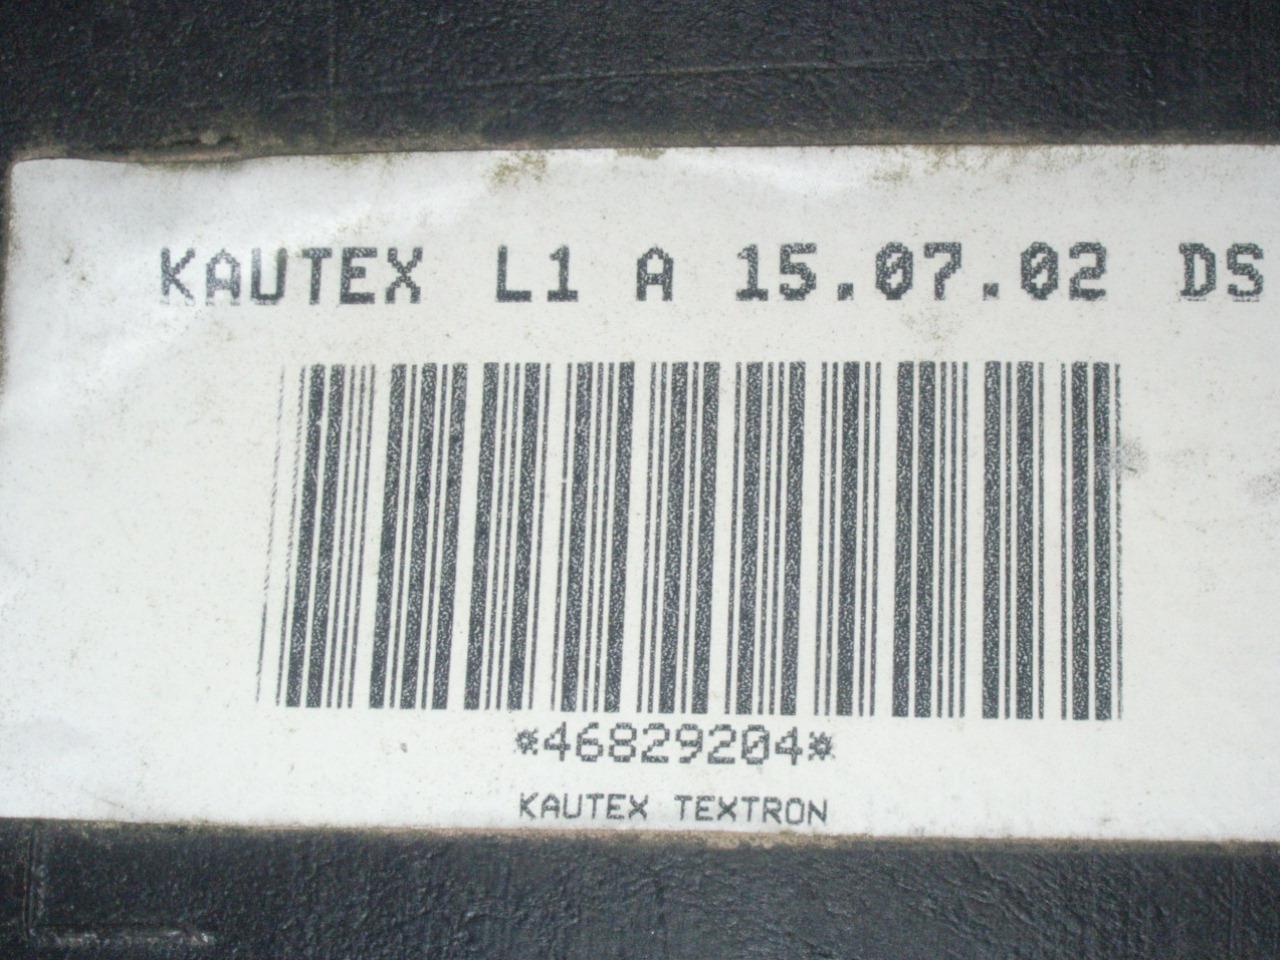 KAUTEX L1 A 15.07.02 DS
*46829204*
KAUTEX TEXTRON